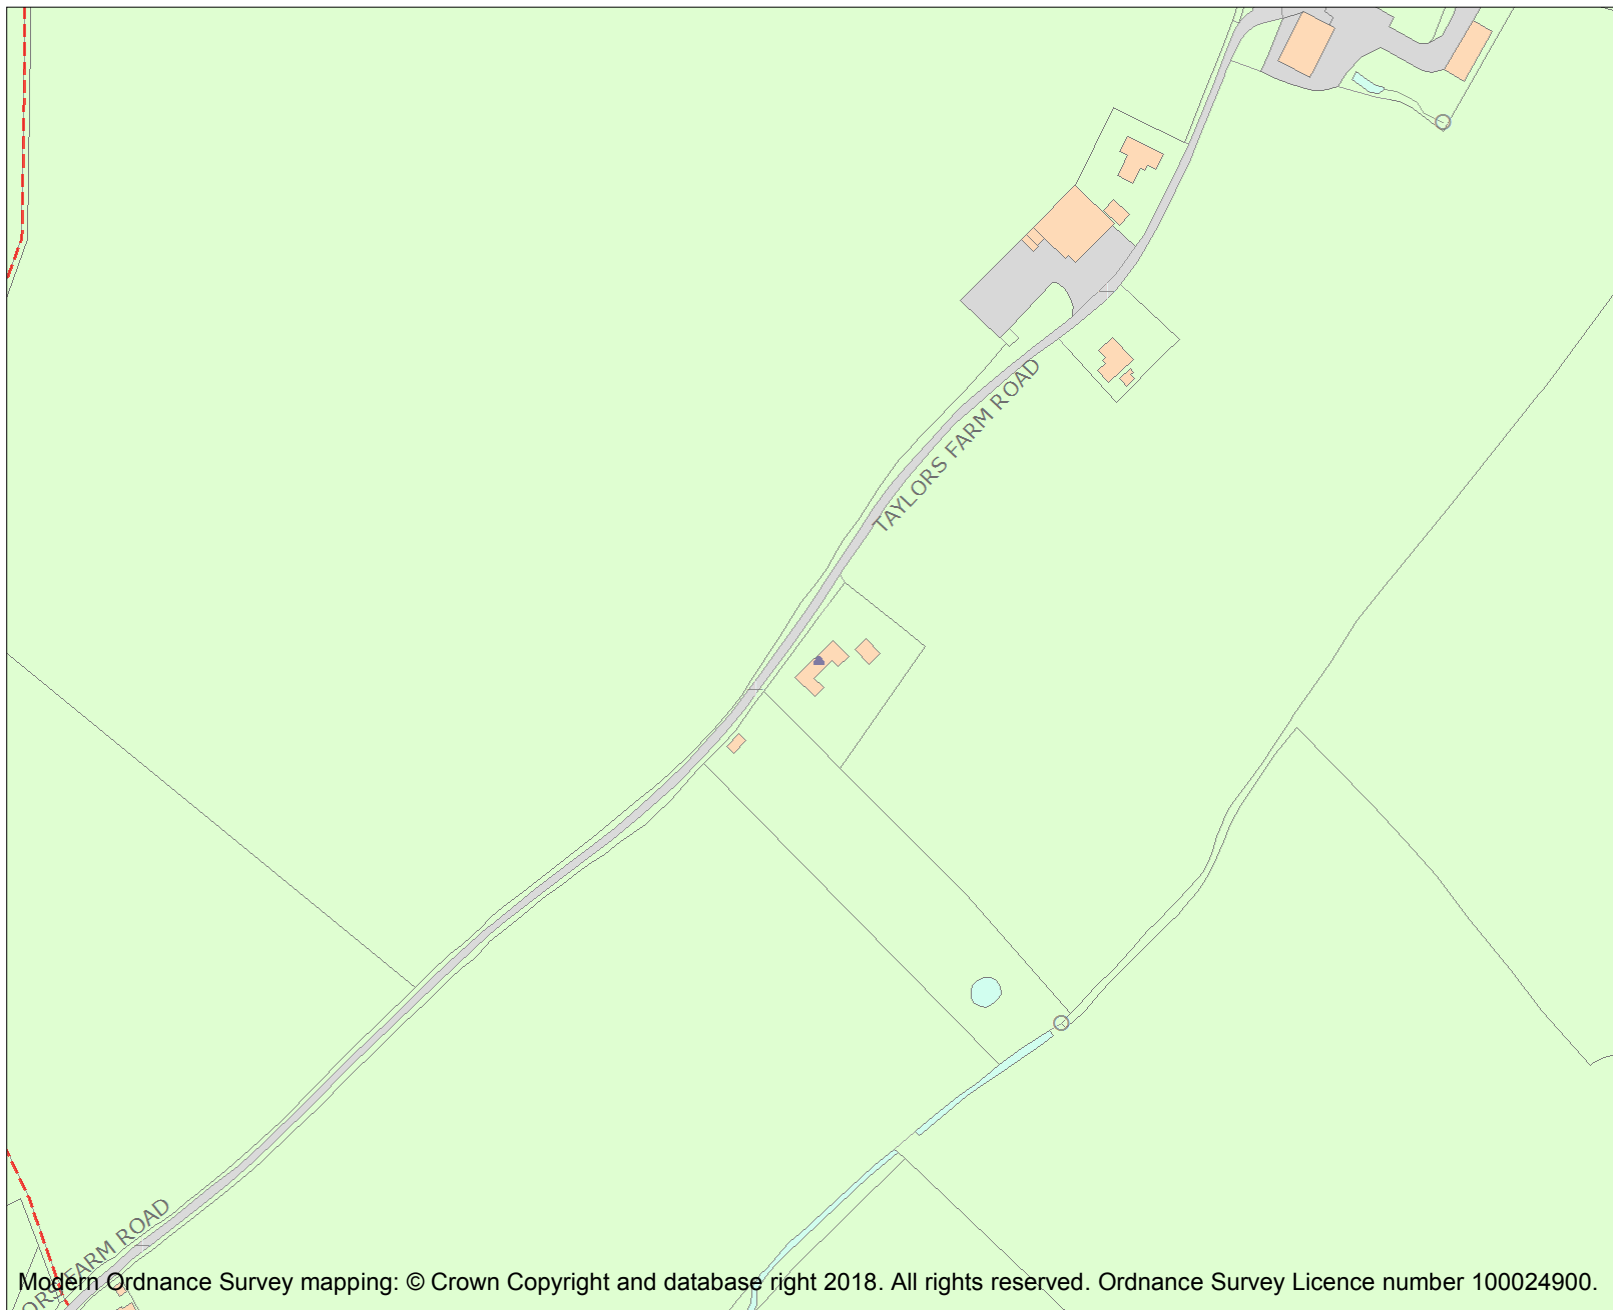 TAYLORS FARM ROAD
ORS FARM ROAD
Modern Ordnance Survey mapping: © Crown Copyright and database right 2018. All rights reserved. Ordnance Survey Licence number 100024900.